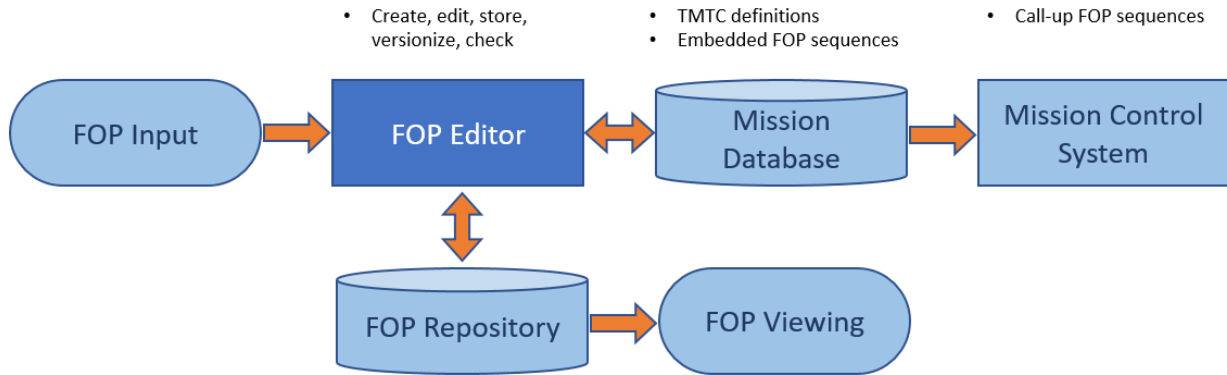 • Create, edit, store,
versionize, check
• TMTC definitions
• Embedded FOP sequences
• Call-up FOP sequences
FOP Input
FOP Editor
Mission
Database
Mission Control
System
FOP Repository
FOP Viewing